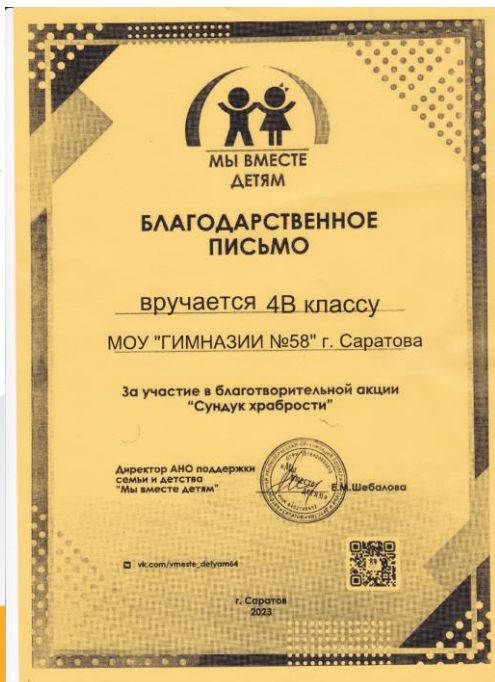 МЫ ВМЕСТЕ
ДЕТЯМ
БЛАГОДАРСТВЕННОЕ
ПИСЬМО
вручается 4В классу
МОУ "ГИМНАЗИИ №58" г. Саратова
За участие в благотворительной акции
"Сундук храбрости"
Директор АНО поддержки
семьи и детства
"Мы вместе детям"
Е.М.Шебалова
vk.com/vmeste_detyam64
г. Саратов
2023